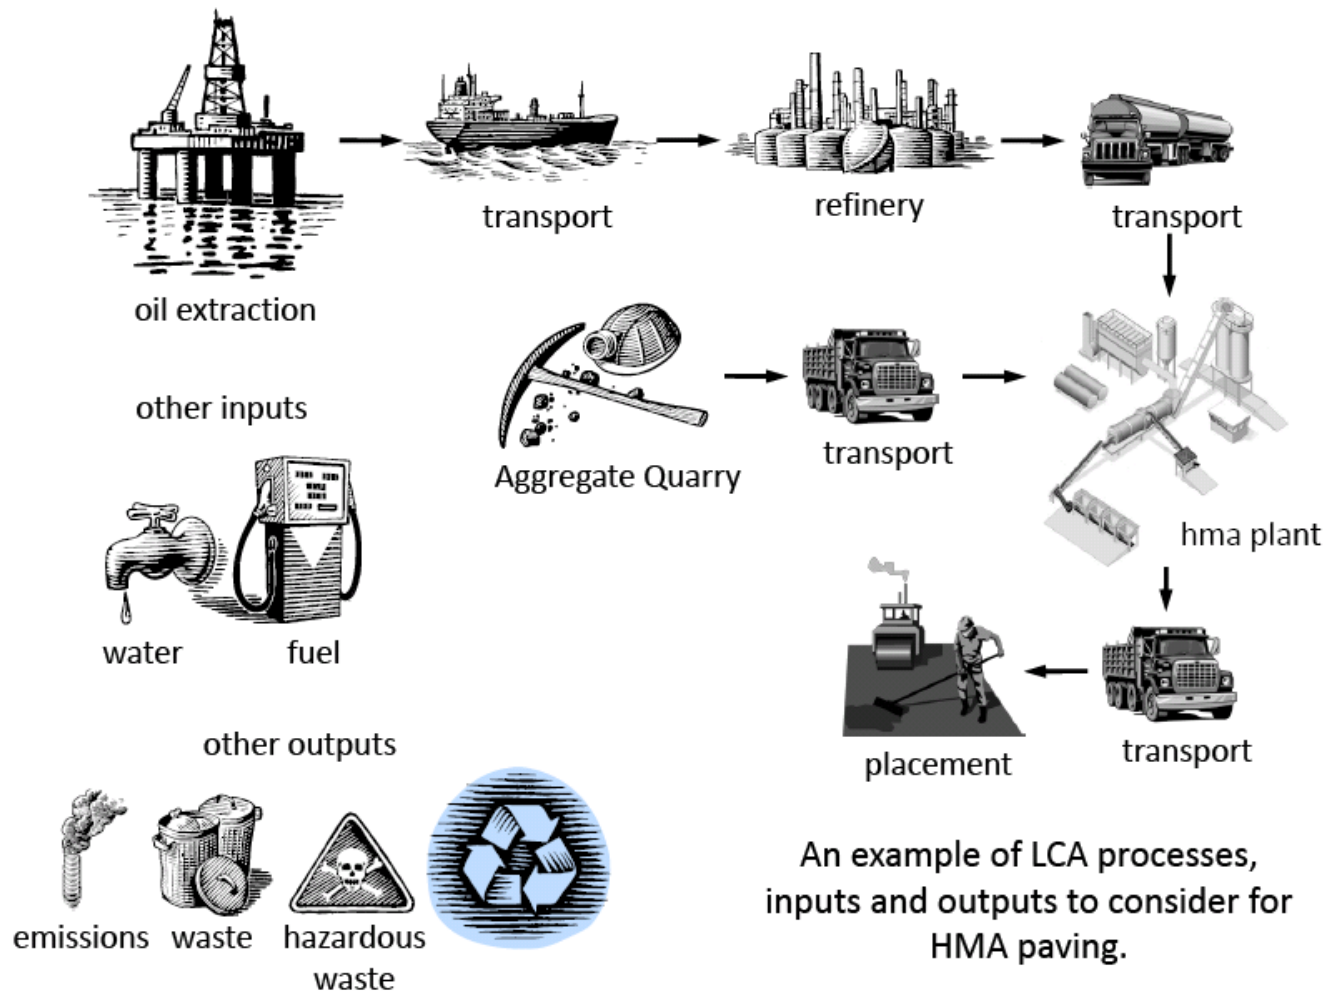 transport
refinery
transport
oil extraction
other inputs
transport
Aggregate Quarry
hma plant
water
fuel
other outputs
placement
transport
emissions
waste
hazardous
waste
An example of LCA processes,
inputs and outputs to consider for
HMA paving.